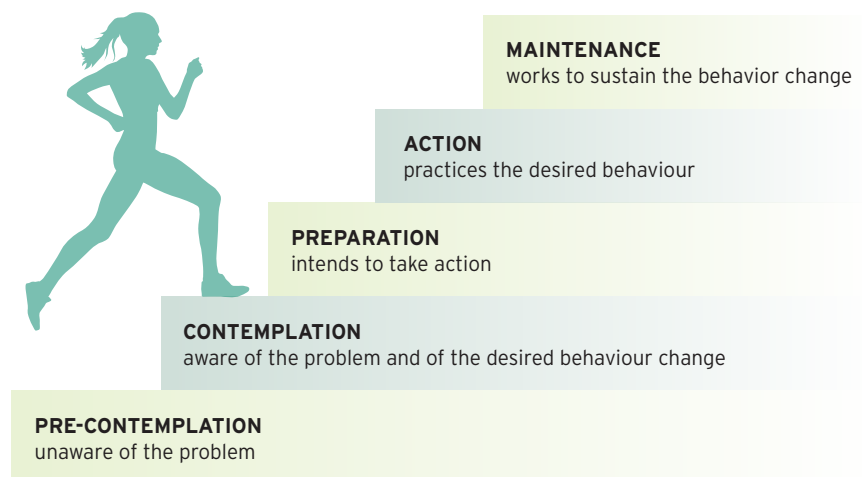 MAINTENANCE
works to sustain the behavior change
ACTION
practices the desired behaviour
PREPARATION
intends to take action
CONTEMPLATION
aware of the problem and of the desired behaviour change
PRE-CONTEMPLATION
unaware of the problem